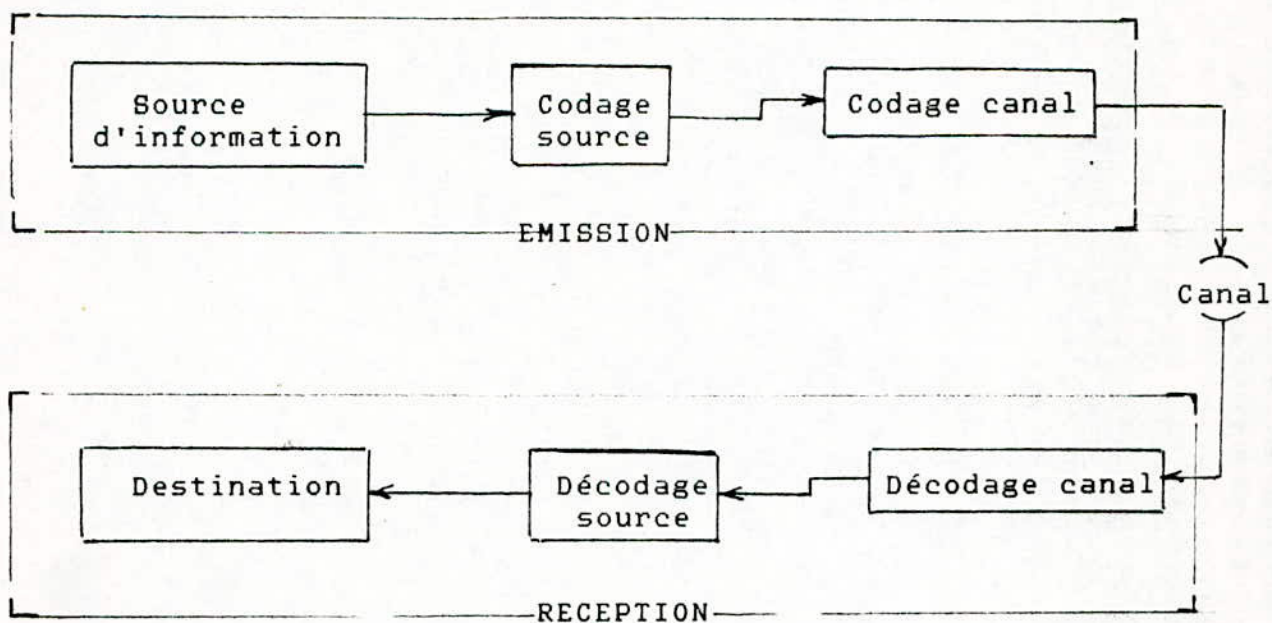 Source
d'information
Codage
source
Codage canal
EMISSION
Canal
Destination
Décodage
source
Décodage canal
RECEPTION